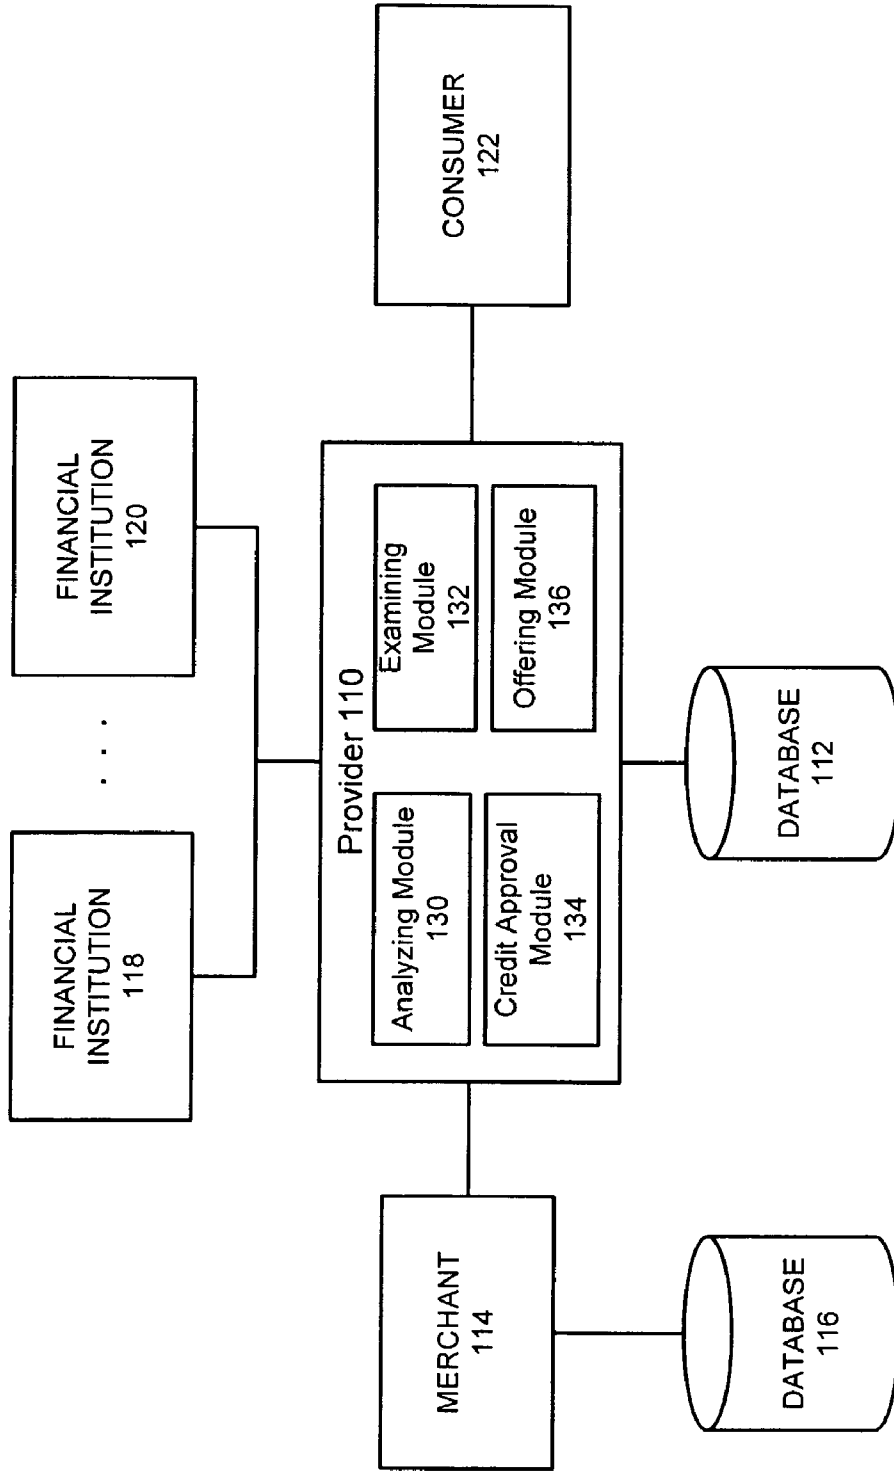 FINANCIAL
INSTITUTION
118
. . .
FINANCIAL
INSTITUTION
120
MERCHANT
114
Provider 110
Analyzing Module
130
Examining
Module
132
Credit Approval
Module
134
Offering Module
136
CONSUMER
122
DATABASE
116
DATABASE
112